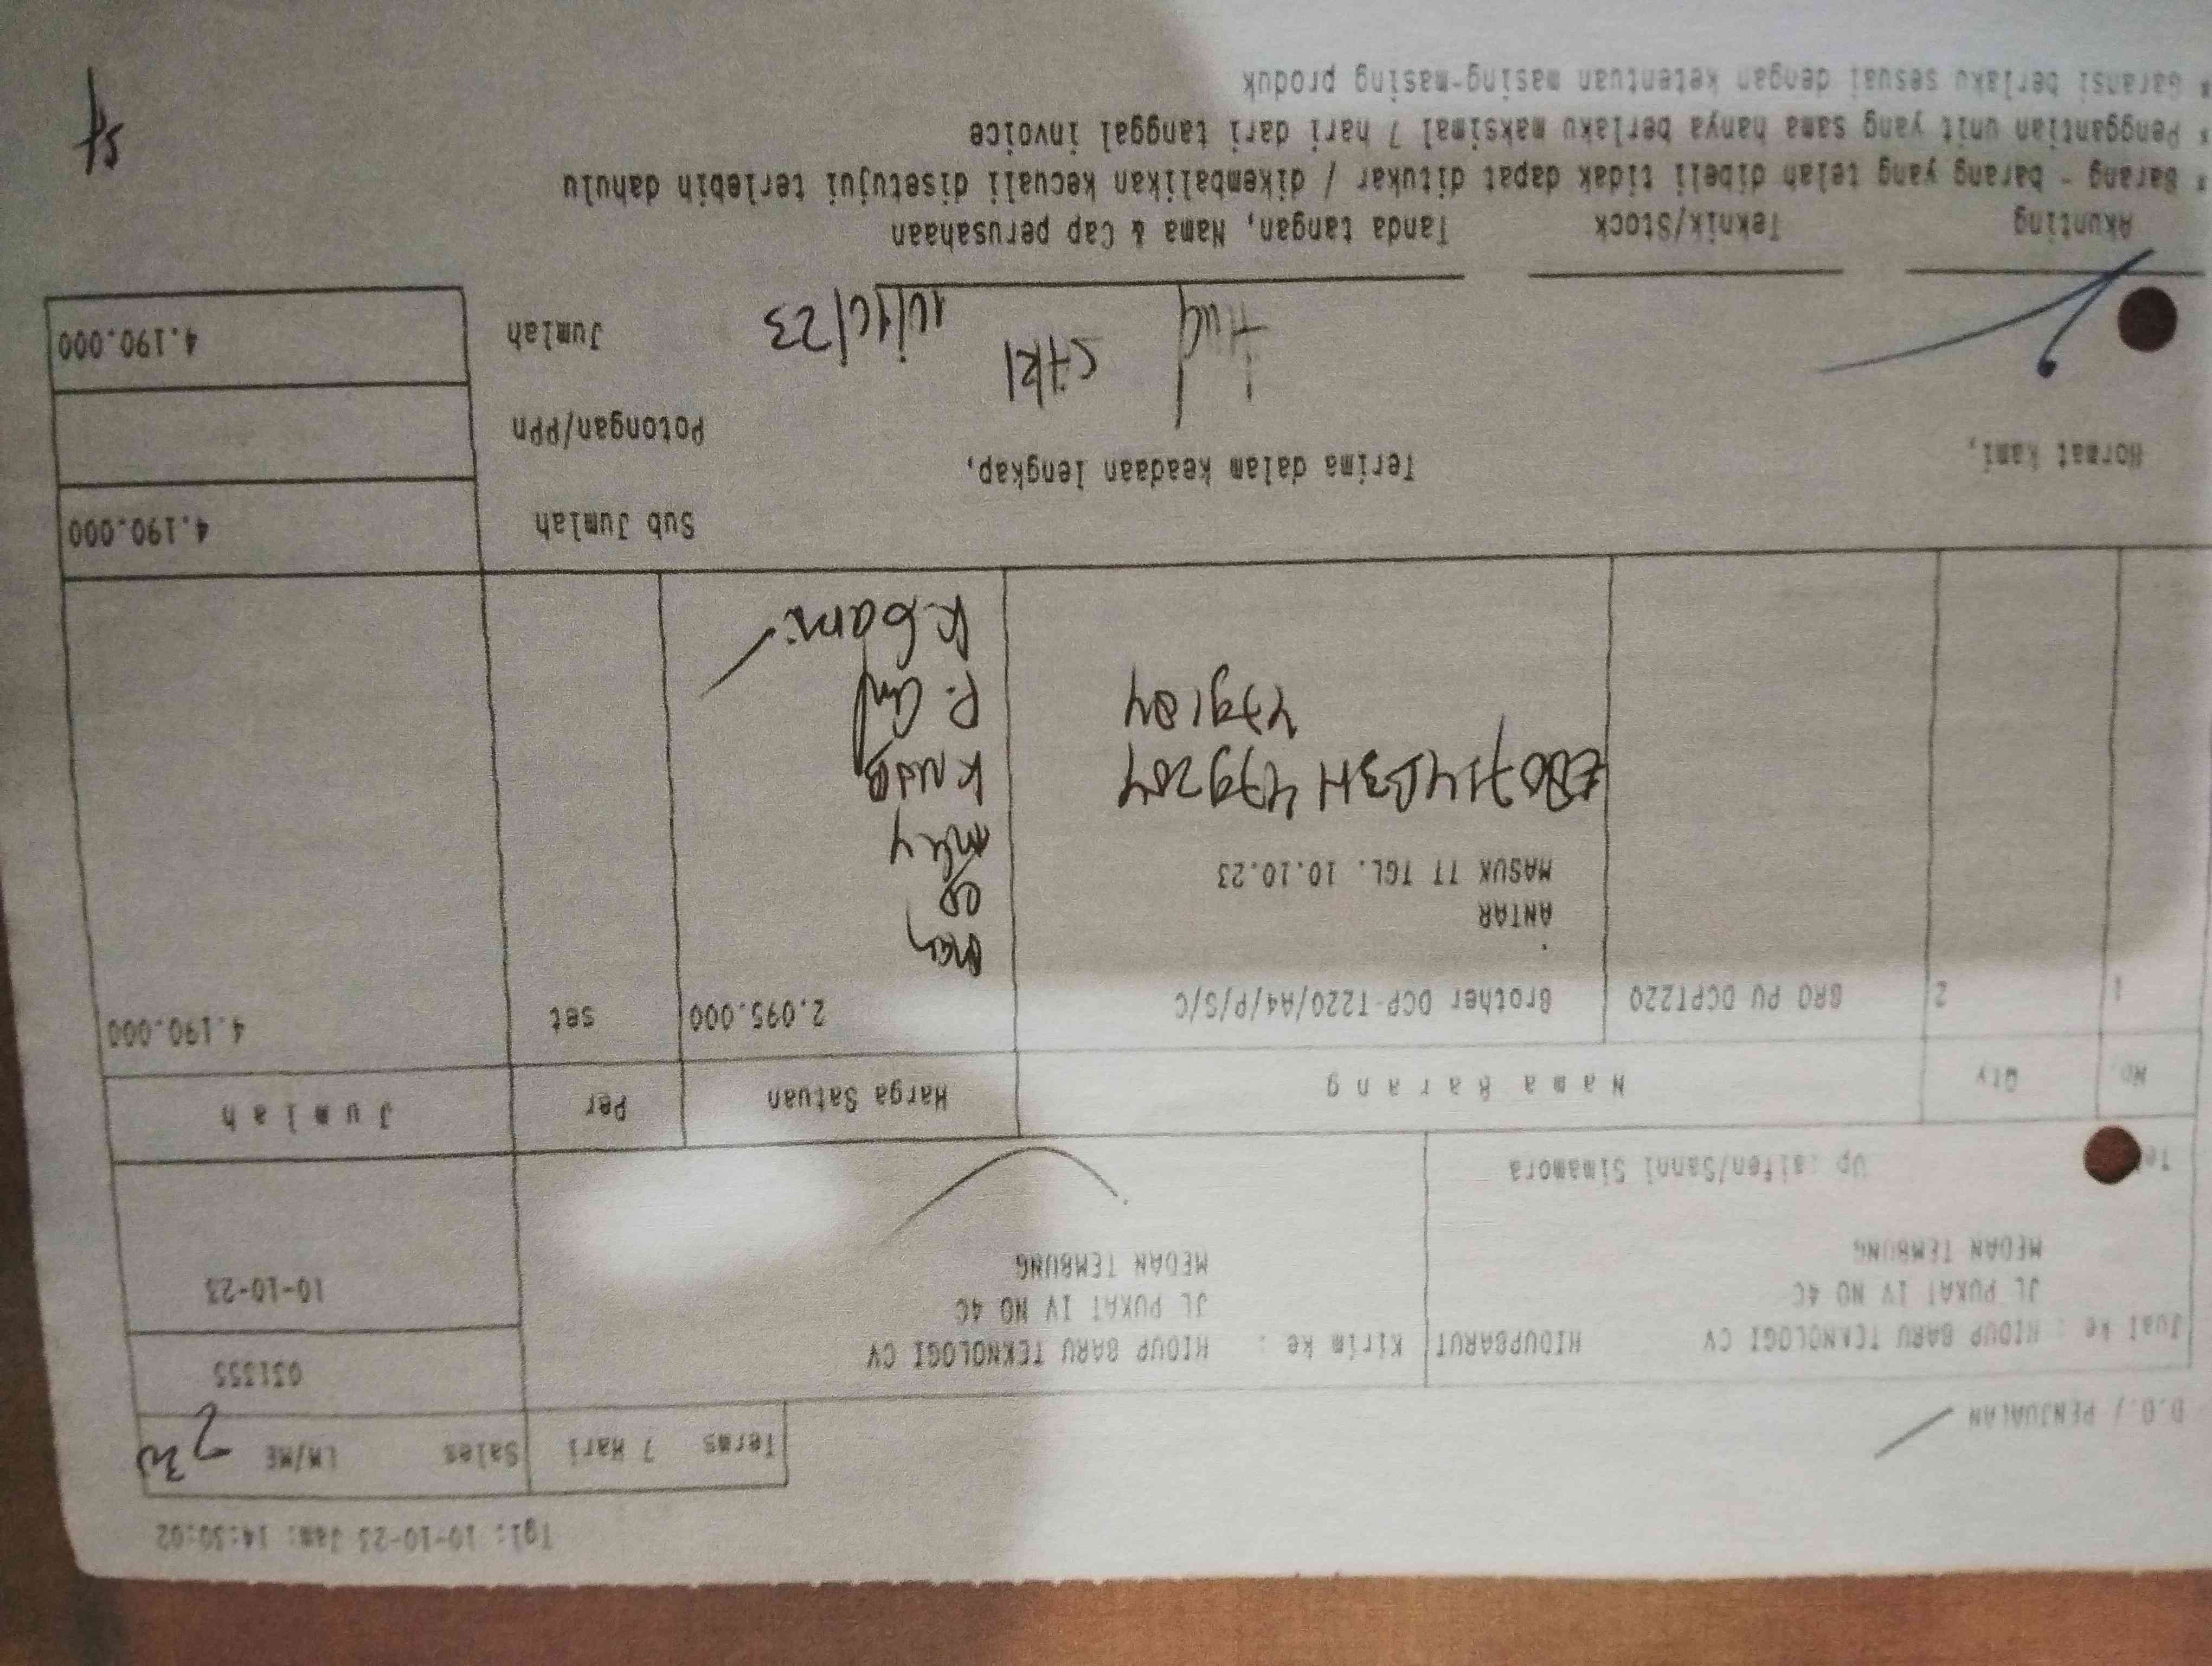 Tgl: 10-10-23 Jam: 14:30:02
D.O. / PENJUALAN
Terms 7 Hari Sales LM/ME
031355
Jual ke : HIDUP BARU TEKNOLOGI CV HIDUPBARUT Kirim ke : HIDUP BARU TEKNOLOGI CV
JL PUKAT IV NO 4C JL PUKAT IV NO 4C
MEDAN TEMBUNG MEDAN TEMBUNG
10-10-23
Up :alfen/Sanni Simamora
No. Qty Nama Barang Harga Satuan Per Jumlah
1 2 BRO PU DCPT220 Brother DCP-T220/A4/P/S/C 2.095.000 set 4.190.000
.
ANTAR
MASUK TT TGL. 10.10.23
Sub Jumlah 4.190.000
Hormat kami, Terima dalam keadaan lengkap, Potongan/PPn
Jumlah 4.190.000
Akunting Teknik/Stock Tanda tangan, Nama & Cap perusahaan
* Barang - barang yang telah dibeli tidak dapat ditukar / dikembalikan kecuali disetujui terlebih dahulu
* Penggantian unit yang sama hanya berlaku maksimal 7 hari dari tanggal invoice
* Garansi berlaku sesuai dengan ketentuan masing-masing produk